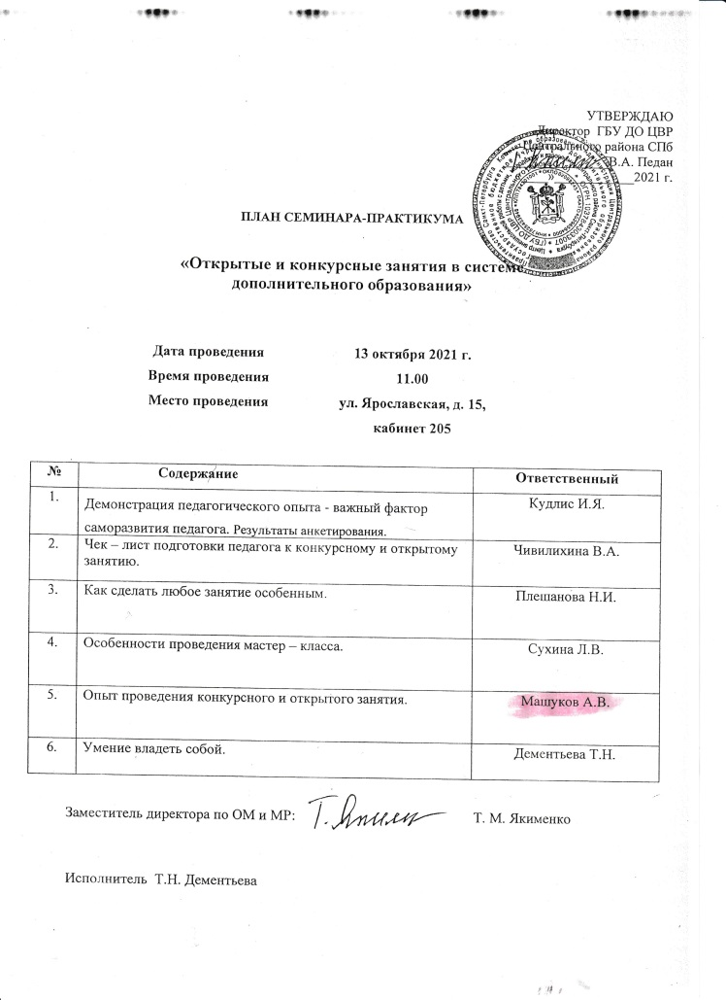 УТВЕРЖДАЮ
Директор ГБУ ДО ЦВР
Центрального района СПб
В.А. Педан
2021 г.
ПЛАН СЕМИНАРА-ПРАКТИКУМА
«Открытые и конкурсные занятия в системе
дополнительного образования»
Дата проведения 13 октября 2021 г.
Время проведения 11.00
Место проведения ул. Ярославская, д. 15,
кабинет 205
№ Содержание Ответственный
1. Демонстрация педагогического опыта - важный фактор Кудлис И.Я.
саморазвития педагога. Результаты анкетирования.
2. Чек – лист подготовки педагога к конкурсному и открытому Чивилихина В.А.
занятию.
3. Как сделать любое занятие особенным. Плешанова Н.И.
4. Особенности проведения мастер – класса. Сухина Л.В.
5. Опыт проведения конкурсного и открытого занятия. Машуков А.В.
6. Умение владеть собой. Дементьева Т.Н.
Заместитель директора по ОМ и МР: Т. М. Якименко
Исполнитель Т.Н. Дементьева